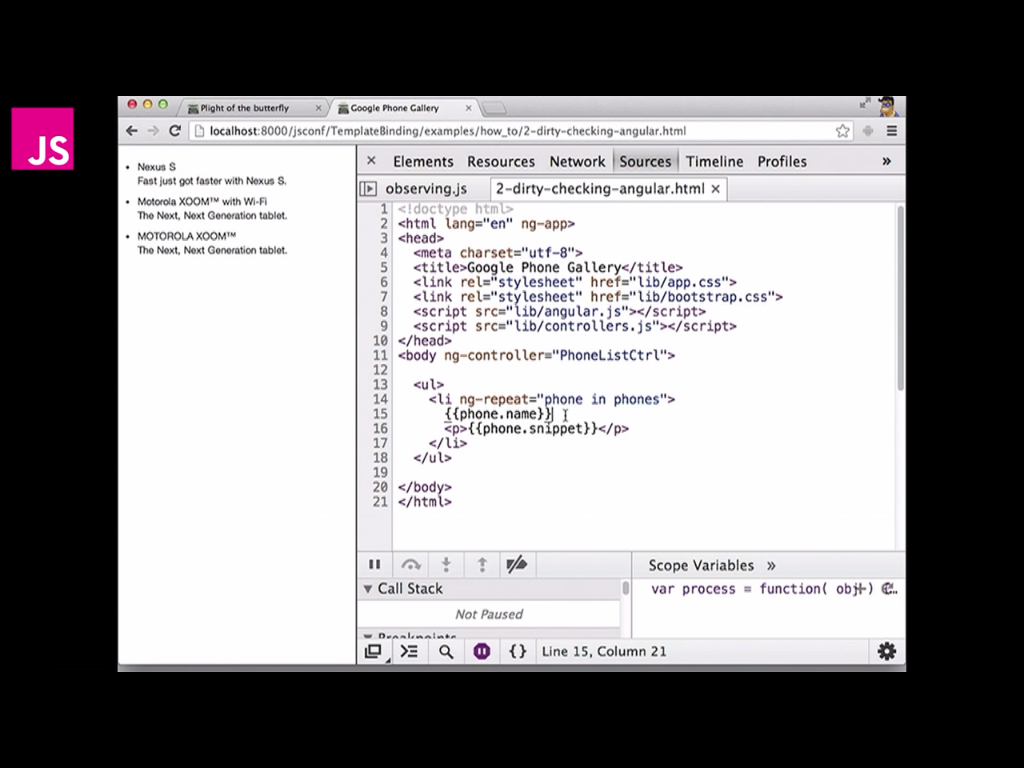 JS
Plight of the butterfly
Google Phone Gallery
localhost:8000/jsconf/TemplateBinding/examples/how_to/2-dirty-checking-angular.html
Nexus S
Fast just got faster with Nexus S.
Motorola XOOM™ with Wi-Fi
The Next, Next Generation tablet.
MOTOROLA XOOM™
The Next, Next Generation tablet.
Elements Resources Network Sources Timeline Profiles »
observing.js 2-dirty-checking-angular.html ×
1 <!doctype html>
2 <html lang="en" ng-app>
3 <head>
4 <meta charset="utf-8">
5 <title>Google Phone Gallery</title>
6 <link rel="stylesheet" href="lib/app.css">
7 <link rel="stylesheet" href="lib/bootstrap.css">
8 <script src="lib/angular.js"></script>
9 <script src="lib/controllers.js"></script>
10 </head>
11 <body ng-controller="PhoneListCtrl">
12
13 <ul>
14 <li ng-repeat="phone in phones">
15 {{phone.name}}
16 <p>{{phone.snippet}}</p>
17 </li>
18 </ul>
19
20 </body>
21 </html>
Scope Variables »
Call Stack
var process = function( obj
Not Paused
Breakpoints
{} Line 15, Column 21